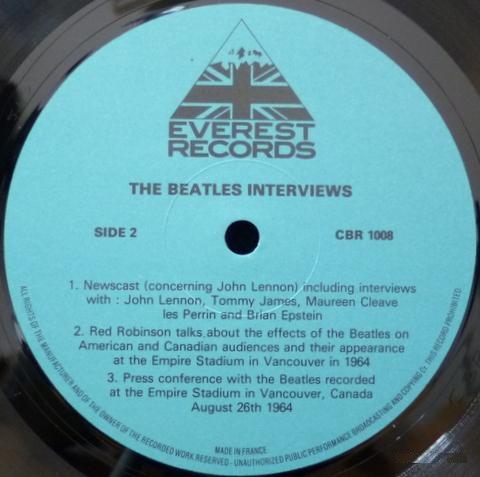 EVEREST
RECORDS
THE BEATLES INTERVIEWS
SIDE 2
CBR 1008
1. Newscast (concerning John Lennon) including interviews
with : John Lennon, Tommy James, Maureen Cleave
les Perrin and Brian Epstein
2. Red Robinson talks about the effects of the Beatles on
American and Canadian audiences and their appearance
at the Empire Stadium in Vancouver in 1964
3. Press conference with the Beatles recorded
at the Empire Stadium in Vancouver, Canada
August 26th 1964
MADE IN FRANCE
ALL RIGHTS OF THE MANUFACTURER AND OF THE OWNER OF THE RECORDED WORK RESERVED - UNAUTHORIZED PUBLIC PERFORMANCE BROADCASTING AND COPYING OF THIS RECORD PROHIBITED